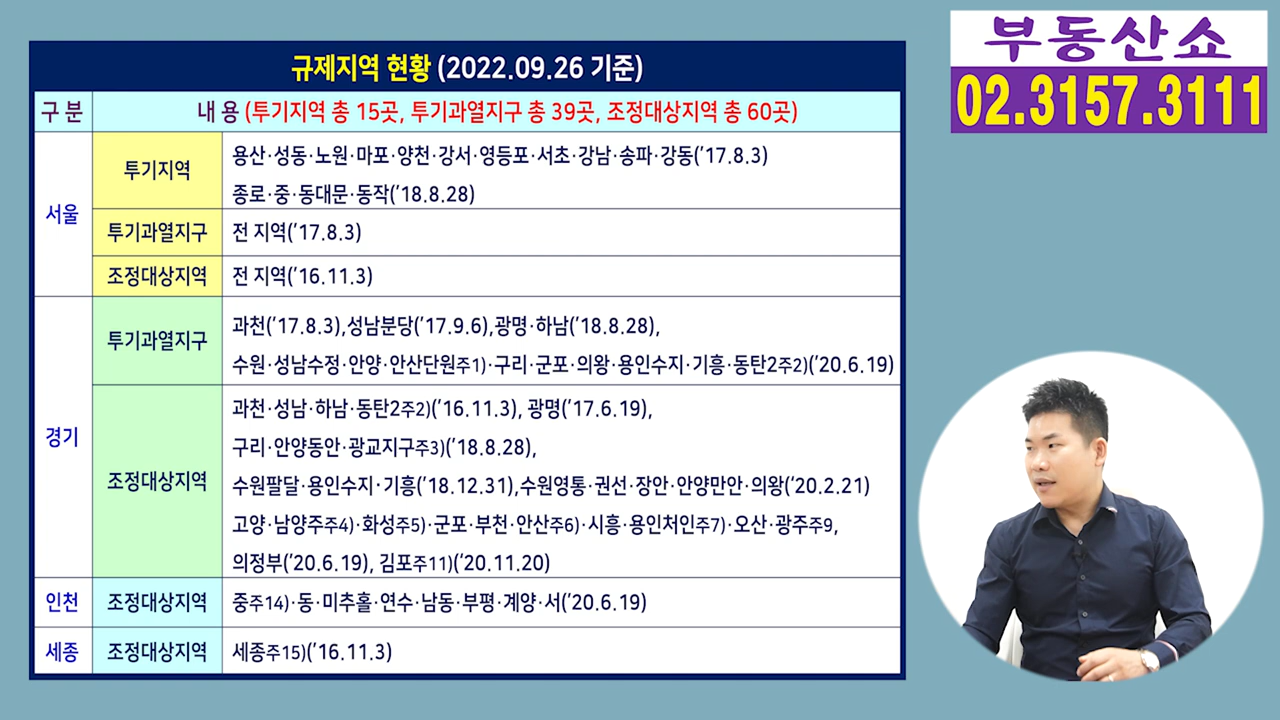 부동산쇼
02.3157.3111
규제지역 현황 (2022.09.26 기준)
구 분
내 용 (투기지역 총 15곳, 투기과열지구 총 39곳, 조정대상지역 총 60곳)
서울
투기지역
용산·성동·노원·마포·양천·강서·영등포·서초·강남·송파·강동('17.8.3)
종로·중·동대문·동작('18.8.28)
투기과열지구
전 지역('17.8.3)
조정대상지역
전 지역('16.11.3)
경기
투기과열지구
과천('17.8.3),성남분당('17.9.6),광명·하남('18.8.28),
수원·성남수정·안양·안산단원주1)·구리·군포·의왕·용인수지·기흥·동탄2주2)('20.6.19)
조정대상지역
과천·성남·하남·동탄2주2)('16.11.3), 광명('17.6.19),
구리·안양동안·광교지구주3)('18.8.28),
수원팔달·용인수지·기흥('18.12.31),수원영통·권선·장안·안양만안·의왕('20.2.21)
고양·남양주주4)·화성주5)·군포·부천·안산주6)·시흥·용인처인주7)·오산·광주주9,
의정부('20.6.19), 김포주11)('20.11.20)
인천
조정대상지역
중주14)·동·미추홀·연수·남동·부평·계양·서('20.6.19)
세종
조정대상지역
세종주15)('16.11.3)